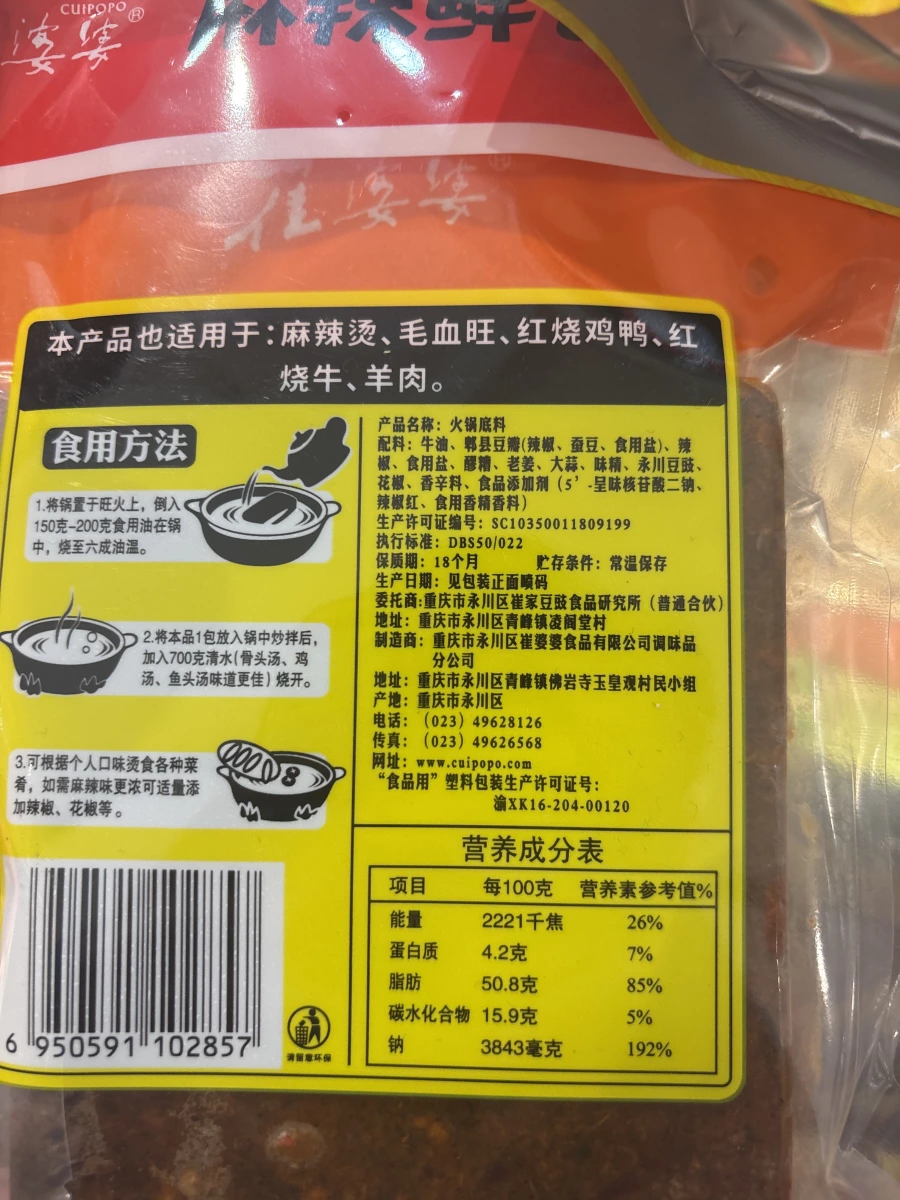 CUIPOPO
婆婆®
麻辣鲜
崔婆婆®
本产品也适用于:麻辣烫、毛血旺、红烧鸡鸭、红
烧牛、羊肉。
食用方法
1.将锅置于旺火上，倒入
150克-200克食用油在锅
中，烧至六成油温。
2.将本品1包放入锅中炒拌后，
加入700克清水(骨头汤、鸡
汤、鱼头汤味道更佳)烧开。
3.可根据个人口味烫食各种菜
肴，如需麻辣味更浓可适量添
加辣椒、花椒等。
6 950591 102857
请留意环保
产品名称: 火锅底料
配料: 牛油、郫县豆瓣(辣椒、蚕豆、食用盐)、辣
椒、食用盐、醪糟、老姜、大蒜、味精、永川豆豉、
花椒、香辛料、食品添加剂（5’-呈味核苷酸二钠、
辣椒红、食用香精香料）
生产许可证编号: SC10350011809199
执行标准: DBS50/022
保质期: 18个月 贮存条件: 常温保存
生产日期: 见包装正面喷码
委托商:重庆市永川区崔家豆豉食品研究所（普通合伙）
地址: 重庆市永川区青峰镇凌阁堂村
制造商: 重庆市永川区崔婆婆食品有限公司调味品
分公司
地址: 重庆市永川区青峰镇佛岩寺玉皇观村民小组
产地: 重庆市永川区
电话: （023）49628126
传真: （023）49626568
网址: www.cuipopo.com
“食品用”塑料包装生产许可证号:
渝XK16-204-00120
营养成分表
项目 每100克 营养素参考值%
能量 2221千焦 26%
蛋白质 4.2克 7%
脂肪 50.8克 85%
碳水化合物 15.9克 5%
钠 3843毫克 192%